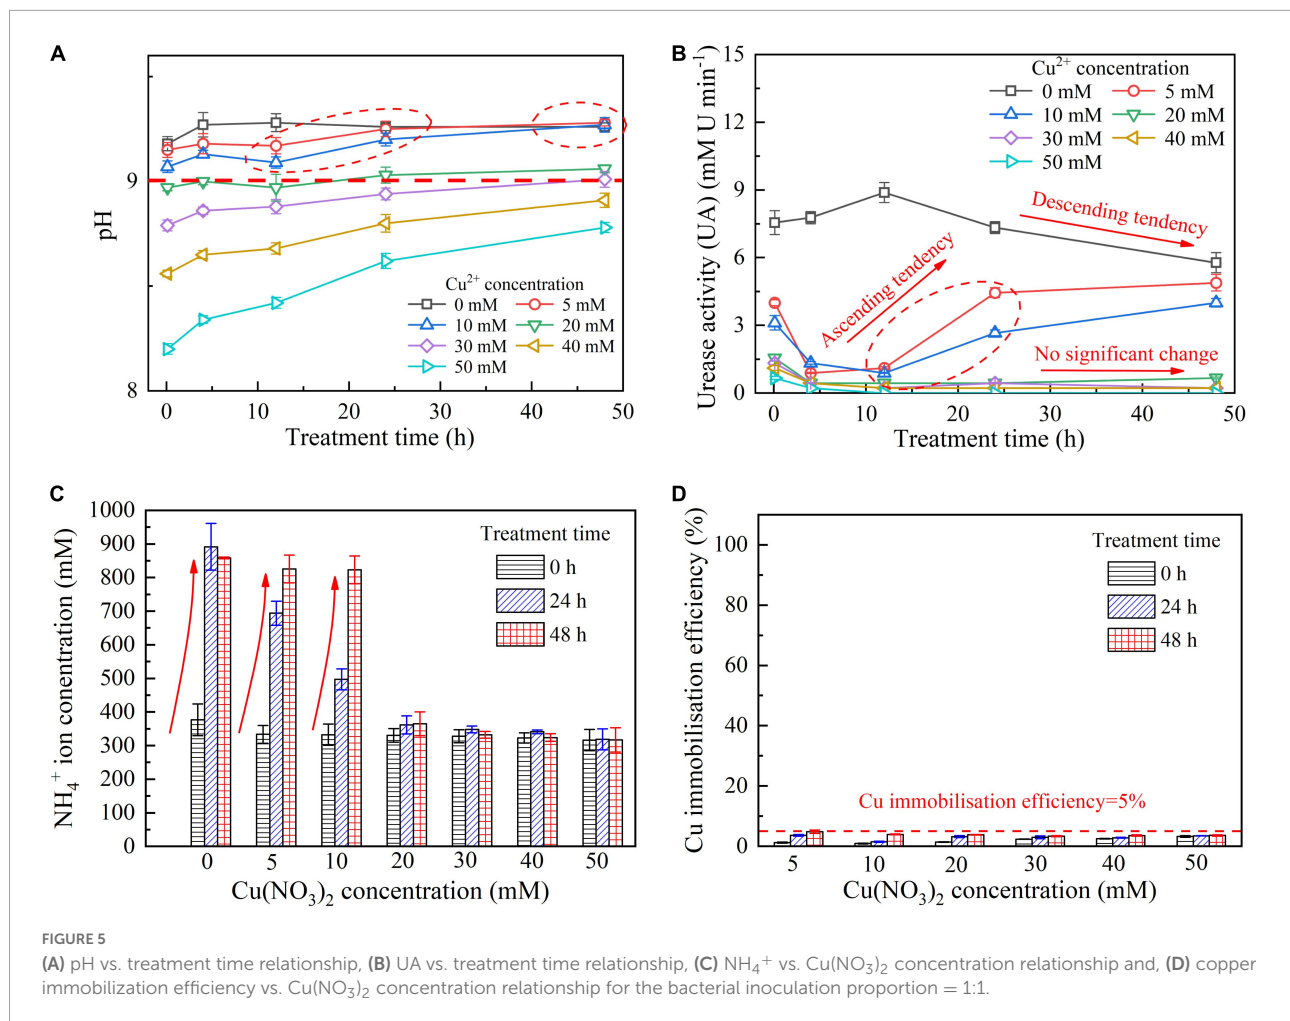 A
pH
9
8
0
10
20
30
40
50
Treatment time (h)
Cu2+ concentration
0 mM
5 mM
10 mM
20 mM
30 mM
40 mM
50 mM
B
Urease activity (UA) (mM U min-1)
15
12
9
6
3
0
0
10
20
30
40
50
Treatment time (h)
Cu2+ concentration
0 mM
5 mM
10 mM
20 mM
30 mM
40 mM
50 mM
Descending tendency
Ascending tendency
No significant change
C
NH4+ ion conentration (mM)
1000
900
800
700
600
500
400
300
200
100
0
0
5
10
20
30
40
50
Cu(NO3)2 concentration (mM)
Treatment time
0 h
24 h
48 h
D
Cu immobilisation efficiency (%)
100
80
60
40
20
0
5
10
20
30
40
50
Cu(NO3)2 concentration (mM)
Treatment time
0 h
24 h
48 h
Cu immobilisation efficiency=5%
FIGURE 5
(A) pH vs. treatment time relationship, (B) UA vs. treatment time relationship, (C) NH4+ vs. Cu(NO3)2 concentration relationship and, (D) copper
immobilization efficiency vs. Cu(NO3)2 concentration relationship for the bacterial inoculation proportion = 1:1.